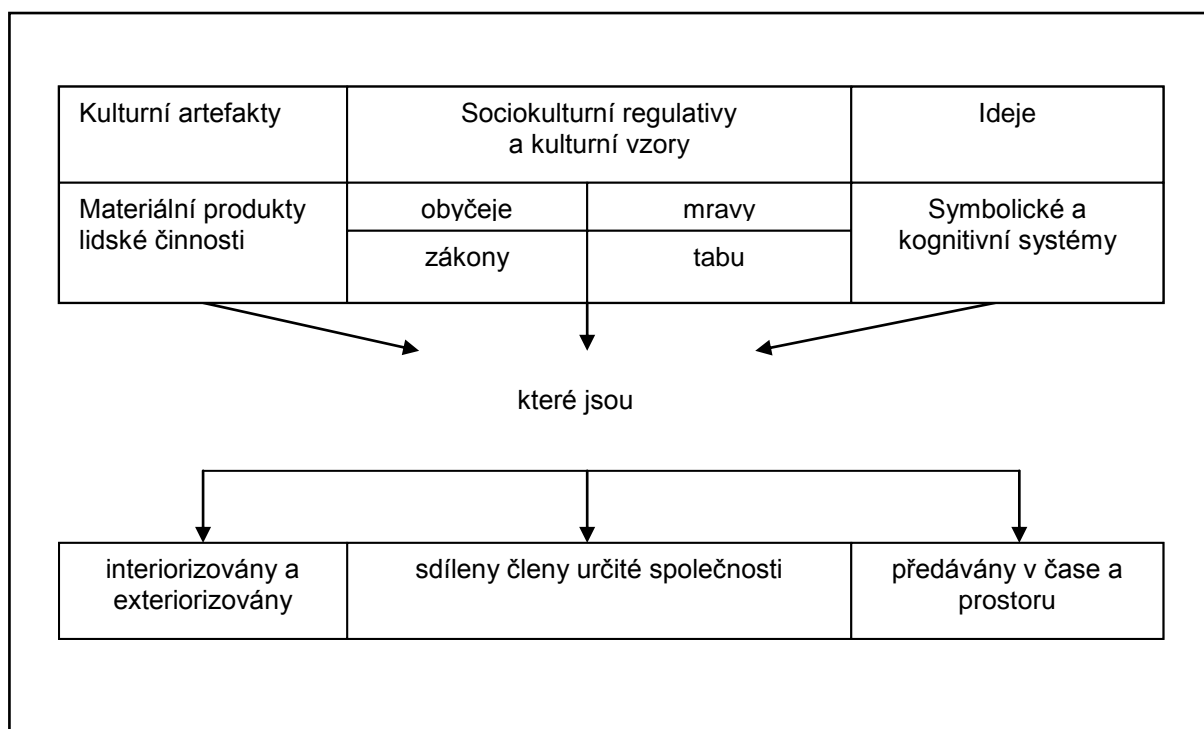 Kulturní artefakty
Sociokulturní regulativy
a kulturní vzory
Ideje
Materiální produkty
lidské činnosti
obyčeje
mravy
zákony
tabu
Symbolické a
kognitivní systémy
které jsou
interiorizovány a
exteriorizovány
sdíleny členy určité společnosti
předávány v čase a
prostoru